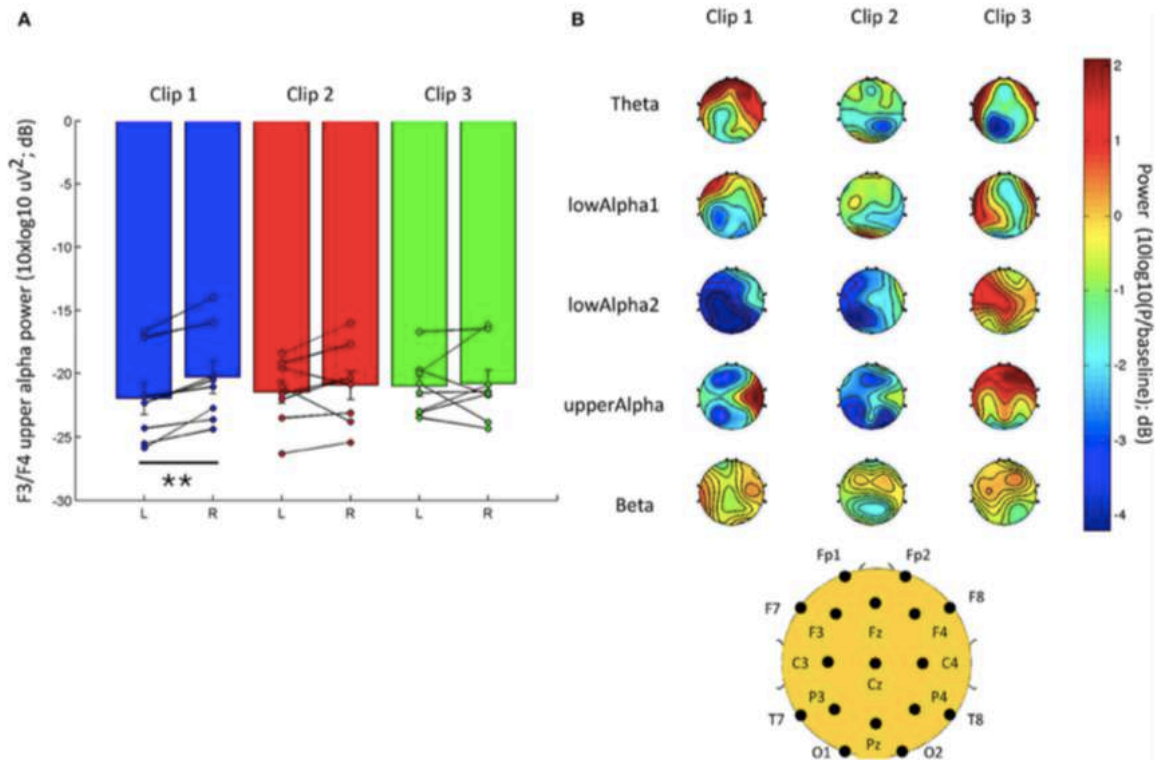 A
Clip 1 Clip 2 Clip 3
F3/F4 upper alpha power (10xlog10 uV2; dB)
0
-5
-10
-15
-20
-25
-30
**
L R L R L R
B
Clip 1 Clip 2 Clip 3
Theta
lowAlpha1
lowAlpha2
upperAlpha
Beta
2
1
0
-1
-2
-3
-4
Power (10log10(P/baseline); dB)
Fp1 Fp2
F7 F8
F3 Fz F4
C3 C4
Cz
P3 P4
T7 T8
Pz
O1 O2